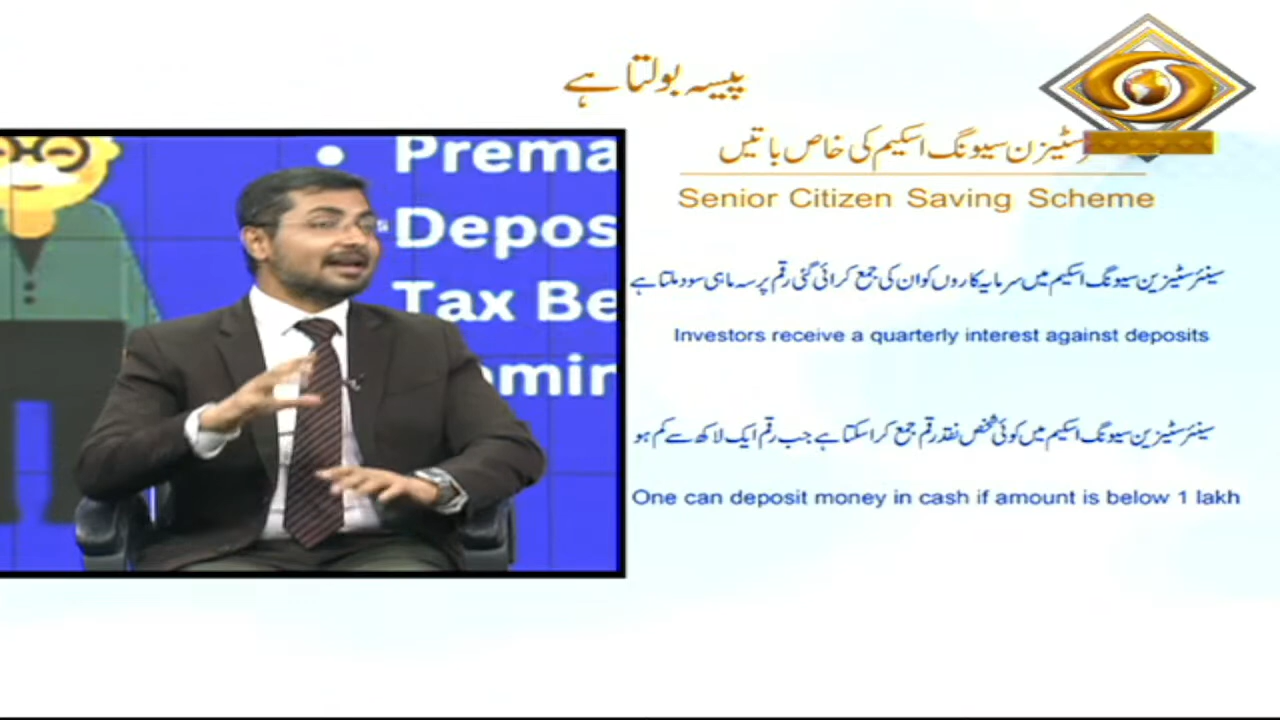 پیسہ بولتا ہے
سٹیزن سیونگ اسکیم کی خاص باتیں
Senior Citizen Saving Scheme
سینئر سٹیزین سیونگ اسکیم میں سرمایہ کاروں کو ان کی جمع کرائی گئی رقم پر سہ ماہی سود ملتا ہے
Investors receive a quarterly interest against deposits
سینئر سٹیزین سیونگ اسکیم میں کوئی شخص نقد رقم جمع کرا سکتا ہے جب رقم ایک لاکھ سے کم ہو
One can deposit money in cash if amount is below 1 lakh
• Prema
Depos
Tax Be
omin